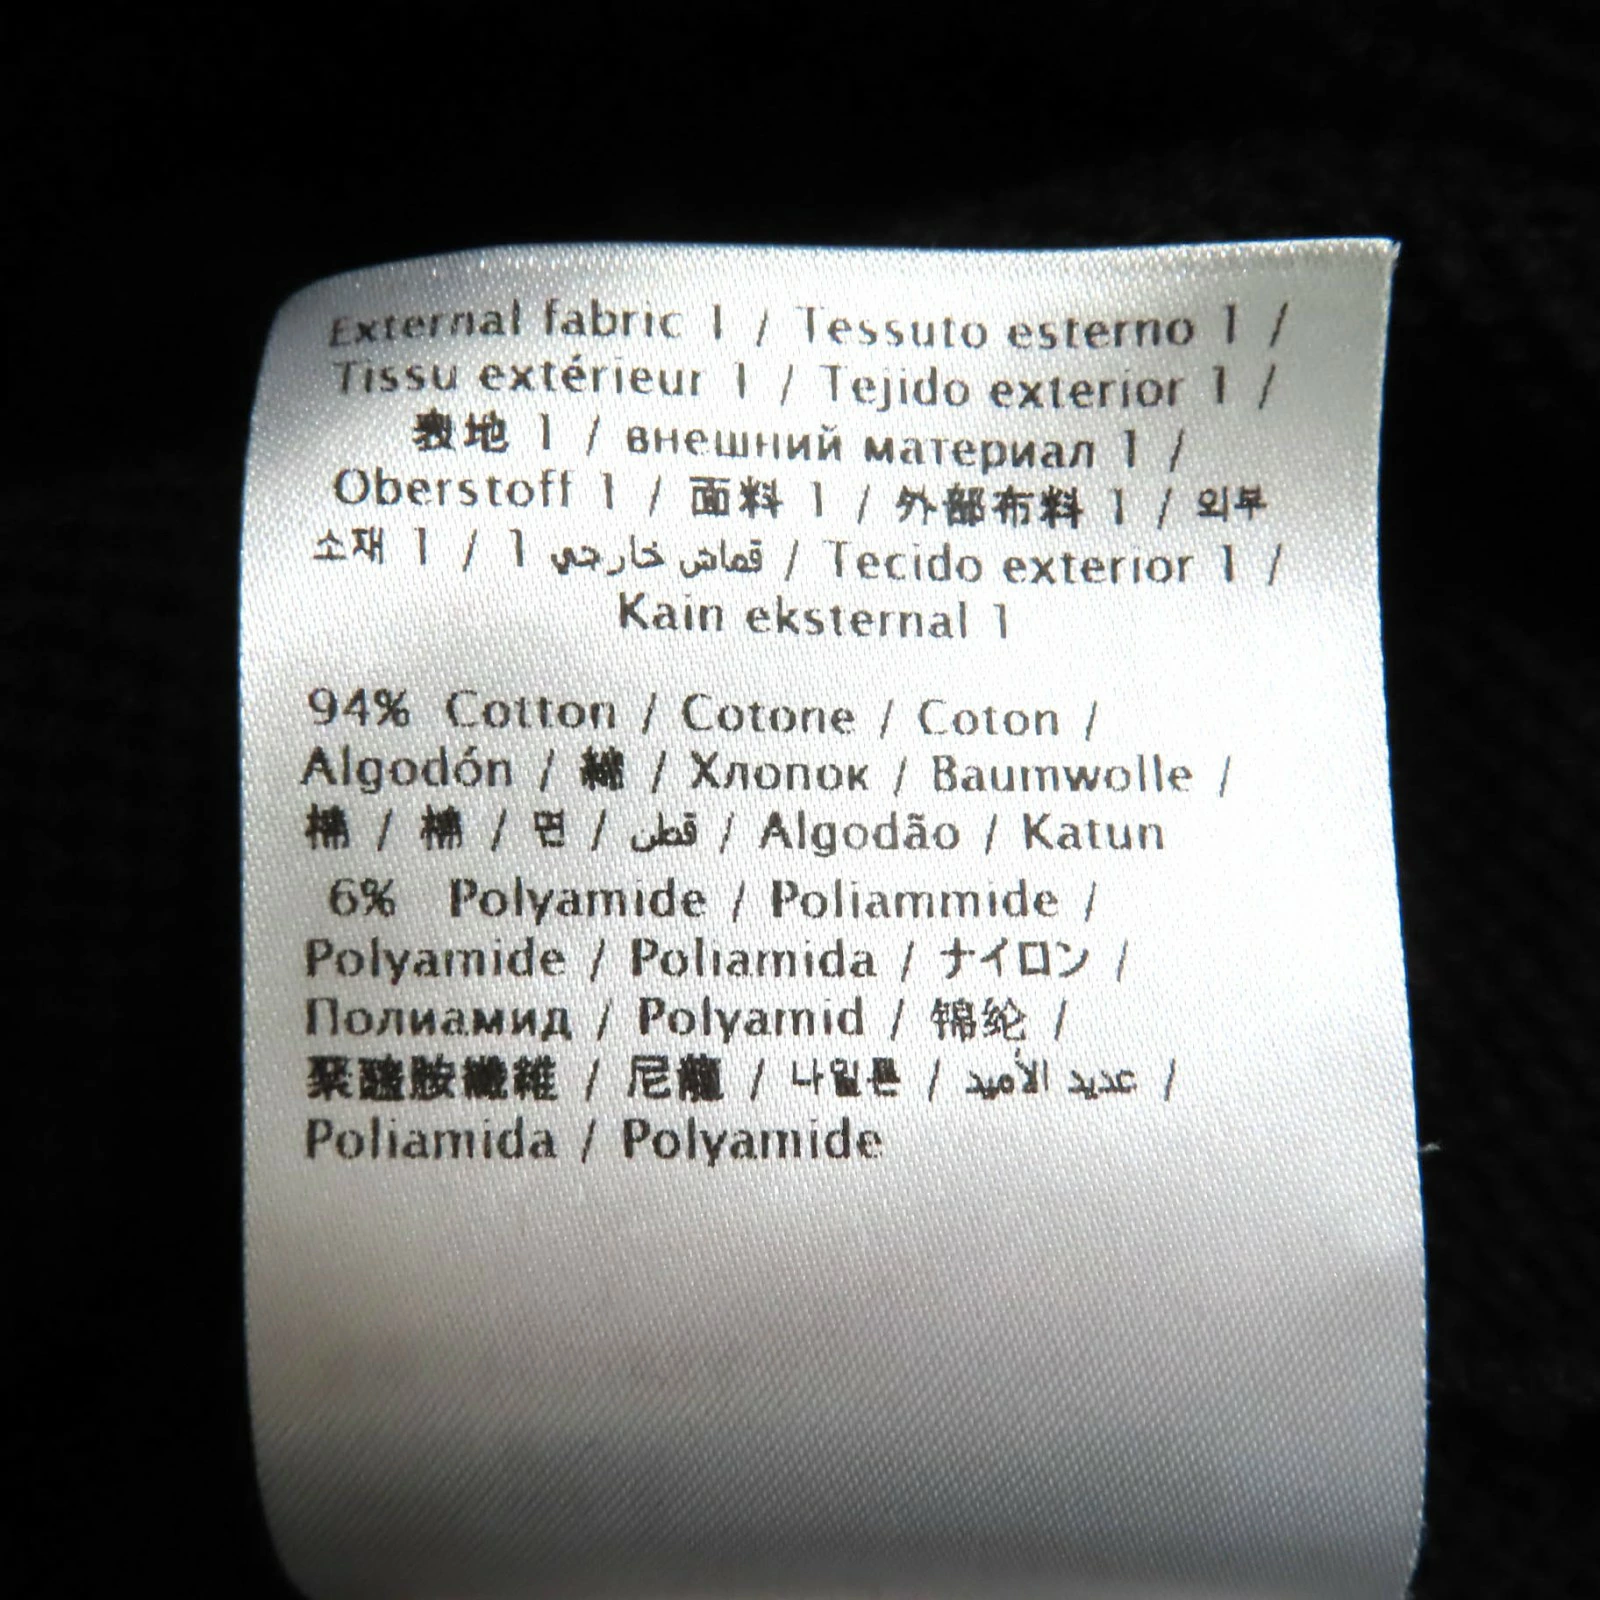 External fabric 1 / Tessuto esterno 1 /
Tissu extérieur 1 / Tejido exterior 1 /
表地 1 / внешний материал 1 /
Oberstoff 1 / 面料 1 / 外部布料 1 / 외부
소재 1 / 1 قماش خارجي / Tecido exterior 1 /
Kain eksternal 1
94% Cotton / Cotone / Coton /
Algodón / 綿 / Хлопок / Baumwolle /
棉 / 棉 / 면 / قطن / Algodão / Katun
6% Polyamide / Poliammide /
Polyamide / Poliamida / ナイロン /
Полиамид / Polyamid / 锦纶 /
聚醯胺纖維 / 尼龍 / 나일론 / عديد الأميد /
Poliamida / Polyamide